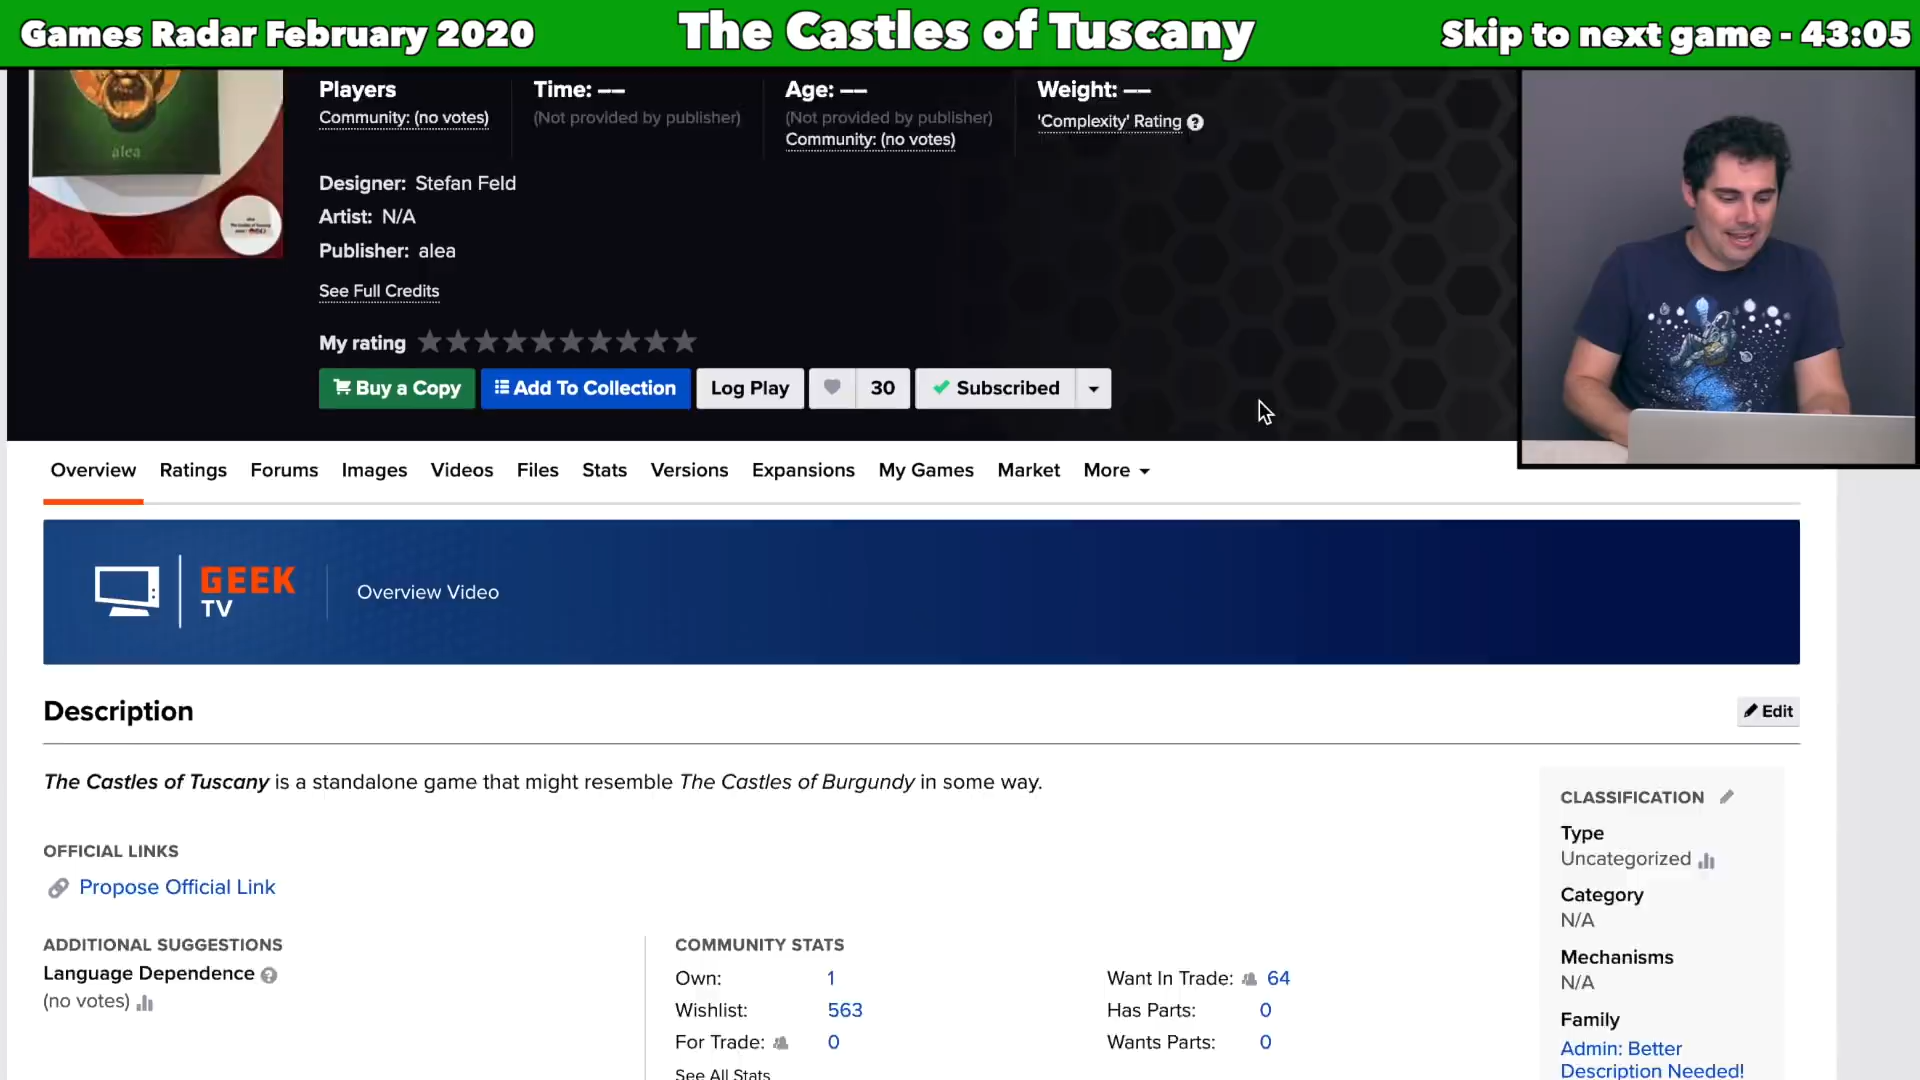 Games Radar February 2020
The Castles of Tuscany
Skip to next game - 43:05
alea
Players
Community: (no votes)
Time: --
(Not provided by publisher)
Age: --
(Not provided by publisher)
Community: (no votes)
Weight: --
'Complexity' Rating
Designer: Stefan Feld
Artist: N/A
Publisher: alea
See Full Credits
My rating
Buy a Copy
Add To Collection
Log Play
30
Subscribed
Overview
Ratings
Forums
Images
Videos
Files
Stats
Versions
Expansions
My Games
Market
More
GEEK
TV
Overview Video
Description
Edit
The Castles of Tuscany is a standalone game that might resemble The Castles of Burgundy in some way.
OFFICIAL LINKS
Propose Official Link
ADDITIONAL SUGGESTIONS
Language Dependence
(no votes)
COMMUNITY STATS
Own: 1
Wishlist: 563
For Trade: 0
See All Stats
Want In Trade: 64
Has Parts: 0
Wants Parts: 0
CLASSIFICATION
Type
Uncategorized
Category
N/A
Mechanisms
N/A
Family
Admin: Better
Description Needed!